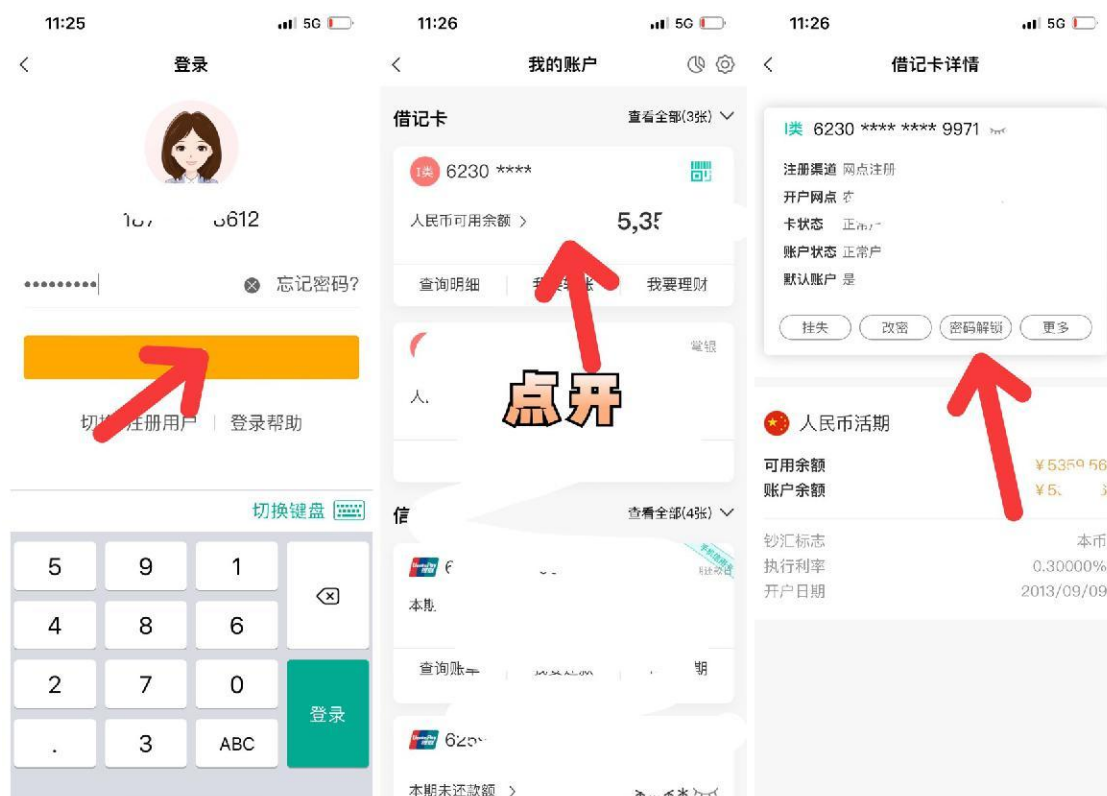 11:25
5G
登录
3612
•••••••••
忘记密码?
注册用户
登录帮助
切换键盘
5 9 1
4 8 6
2 7 0
登录
. 3 ABC
11:26
5G
我的账户
借记卡
查看全部(3张)
I类 6230 ****
人民币可用余额 >
5,35
查询明细
我要理财
掌银
点开
查看全部(4张)
本期
查询账单
期
本期未还款额 >
11:26
5G
借记卡详情
I类 6230 **** **** 9971
注册渠道 网点注册
开户网点 农
卡状态 正常户
账户状态 正常户
默认账户 是
挂失
改密
密码解锁
更多
人民币活期
可用余额
¥5359.56
账户余额
钞汇标志
本币
执行利率
0.30000%
开户日期
2013/09/09